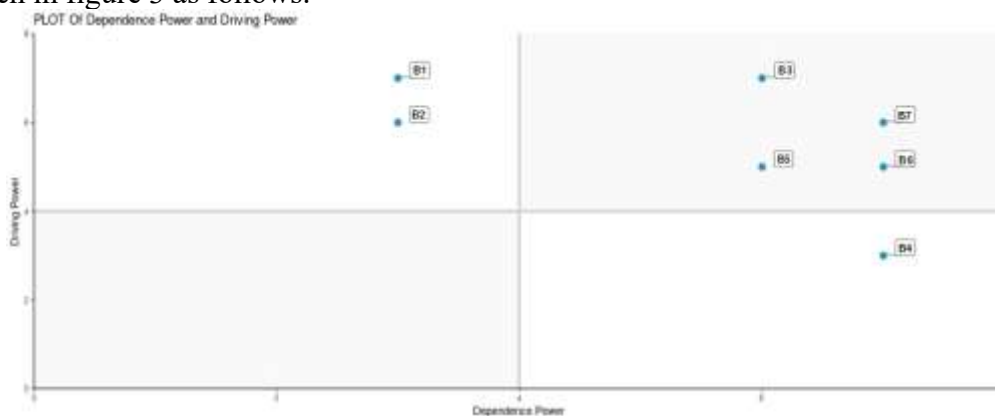 in figure 3 as follows:
PLOT Of Dependence Power and Driving Power
B1
B3
B2
B7
B5
B6
Driving Power
B4
Dependence Power